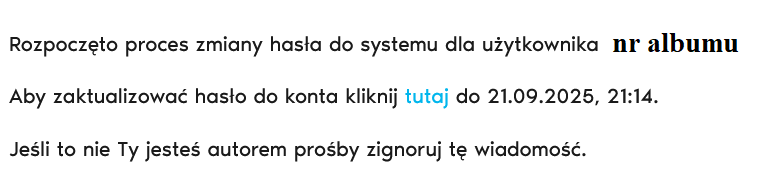 Rozpoczęto proces zmiany hasła do systemu dla użytkownika nr albumu
Aby zaktualizować hasło do konta kliknij tutaj do 21.09.2025, 21:14.
Jeśli to nie Ty jesteś autorem prośby zignoruj tę wiadomość.